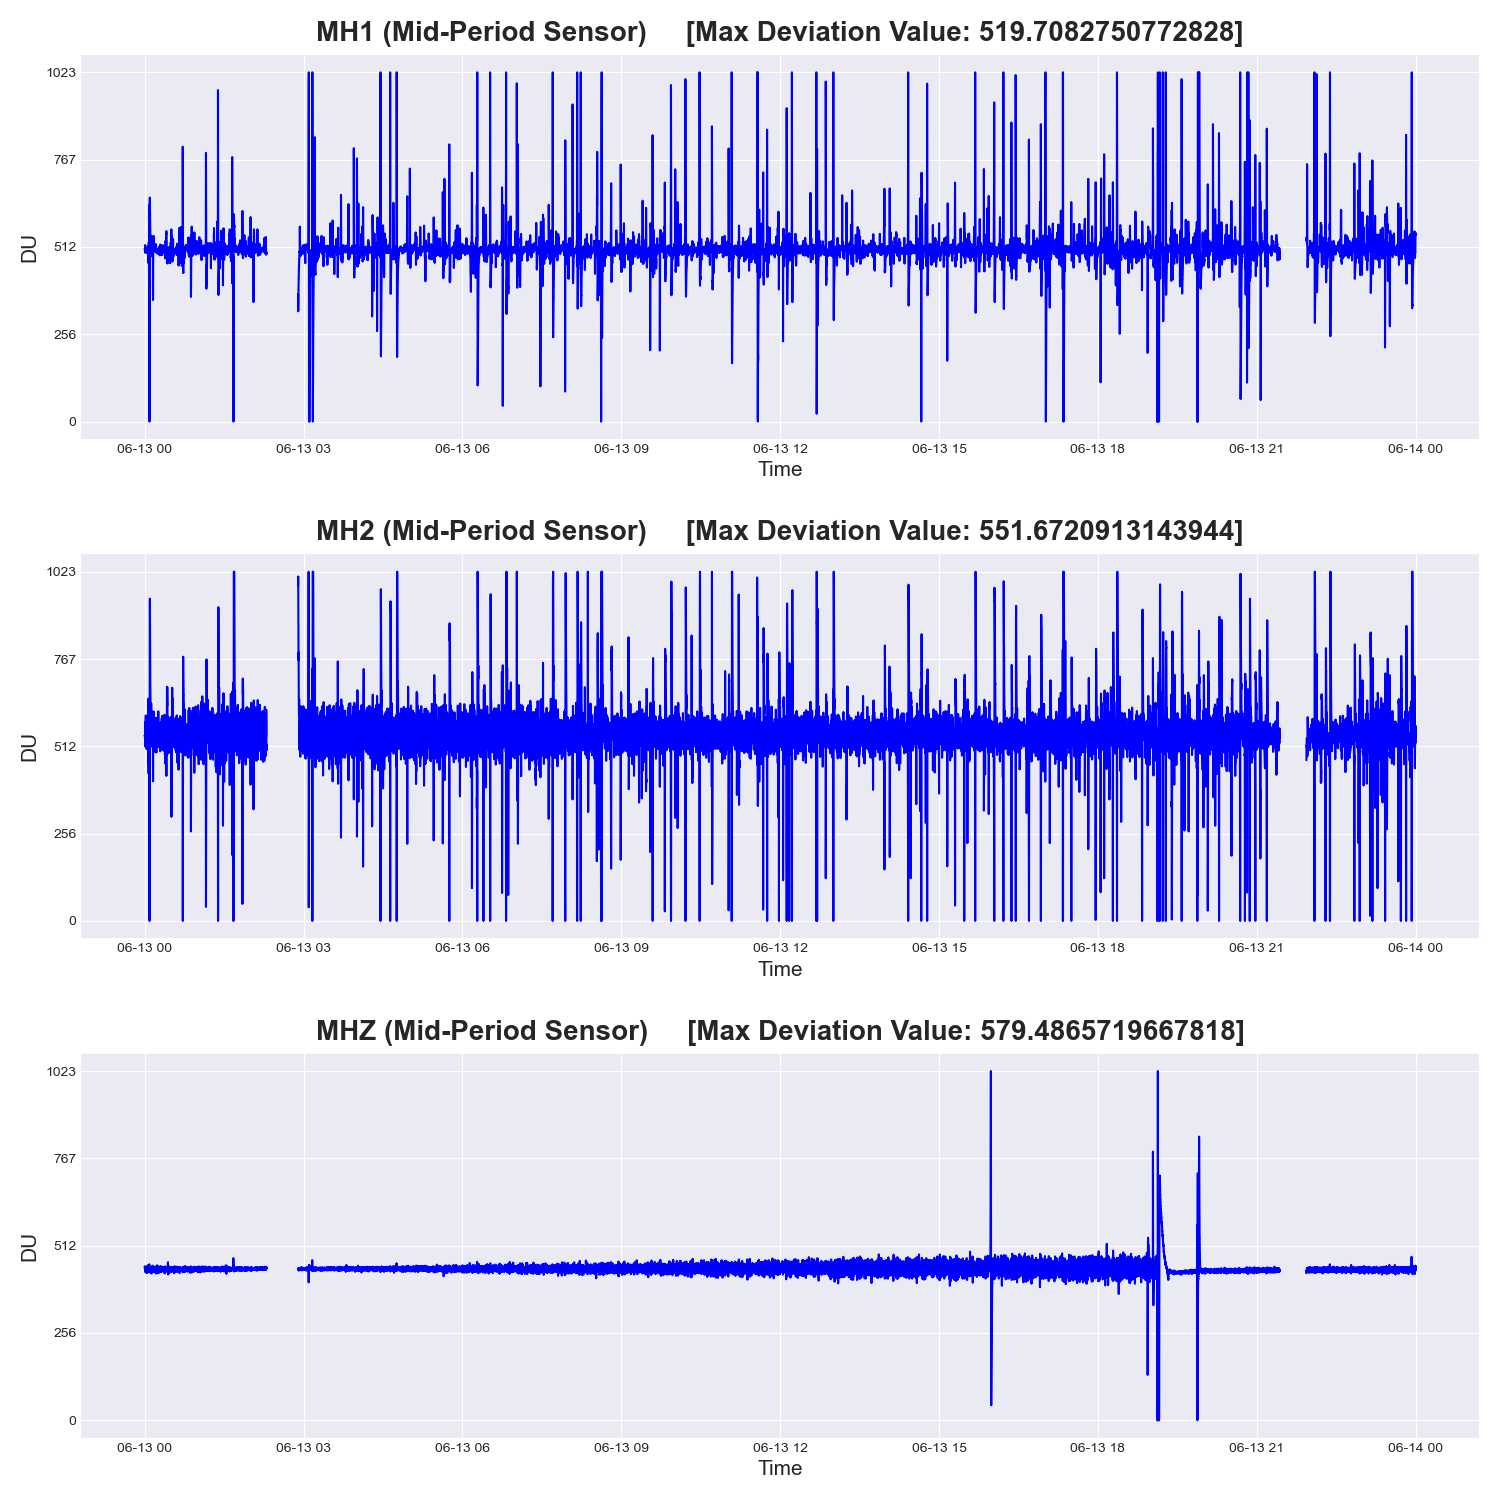 MH1 (Mid-Period Sensor) [Max Deviation Value: 519.7082750772828]
1023
767
512
256
0
DU
06-13 00 06-13 03 06-13 06 06-13 09 06-13 12 06-13 15 06-13 18 06-13 21 06-14 00
Time
MH2 (Mid-Period Sensor) [Max Deviation Value: 551.6720913143944]
1023
767
512
256
0
DU
06-13 00 06-13 03 06-13 06 06-13 09 06-13 12 06-13 15 06-13 18 06-13 21 06-14 00
Time
MHZ (Mid-Period Sensor) [Max Deviation Value: 579.4865719667818]
1023
767
512
256
0
DU
06-13 00 06-13 03 06-13 06 06-13 09 06-13 12 06-13 15 06-13 18 06-13 21 06-14 00
Time